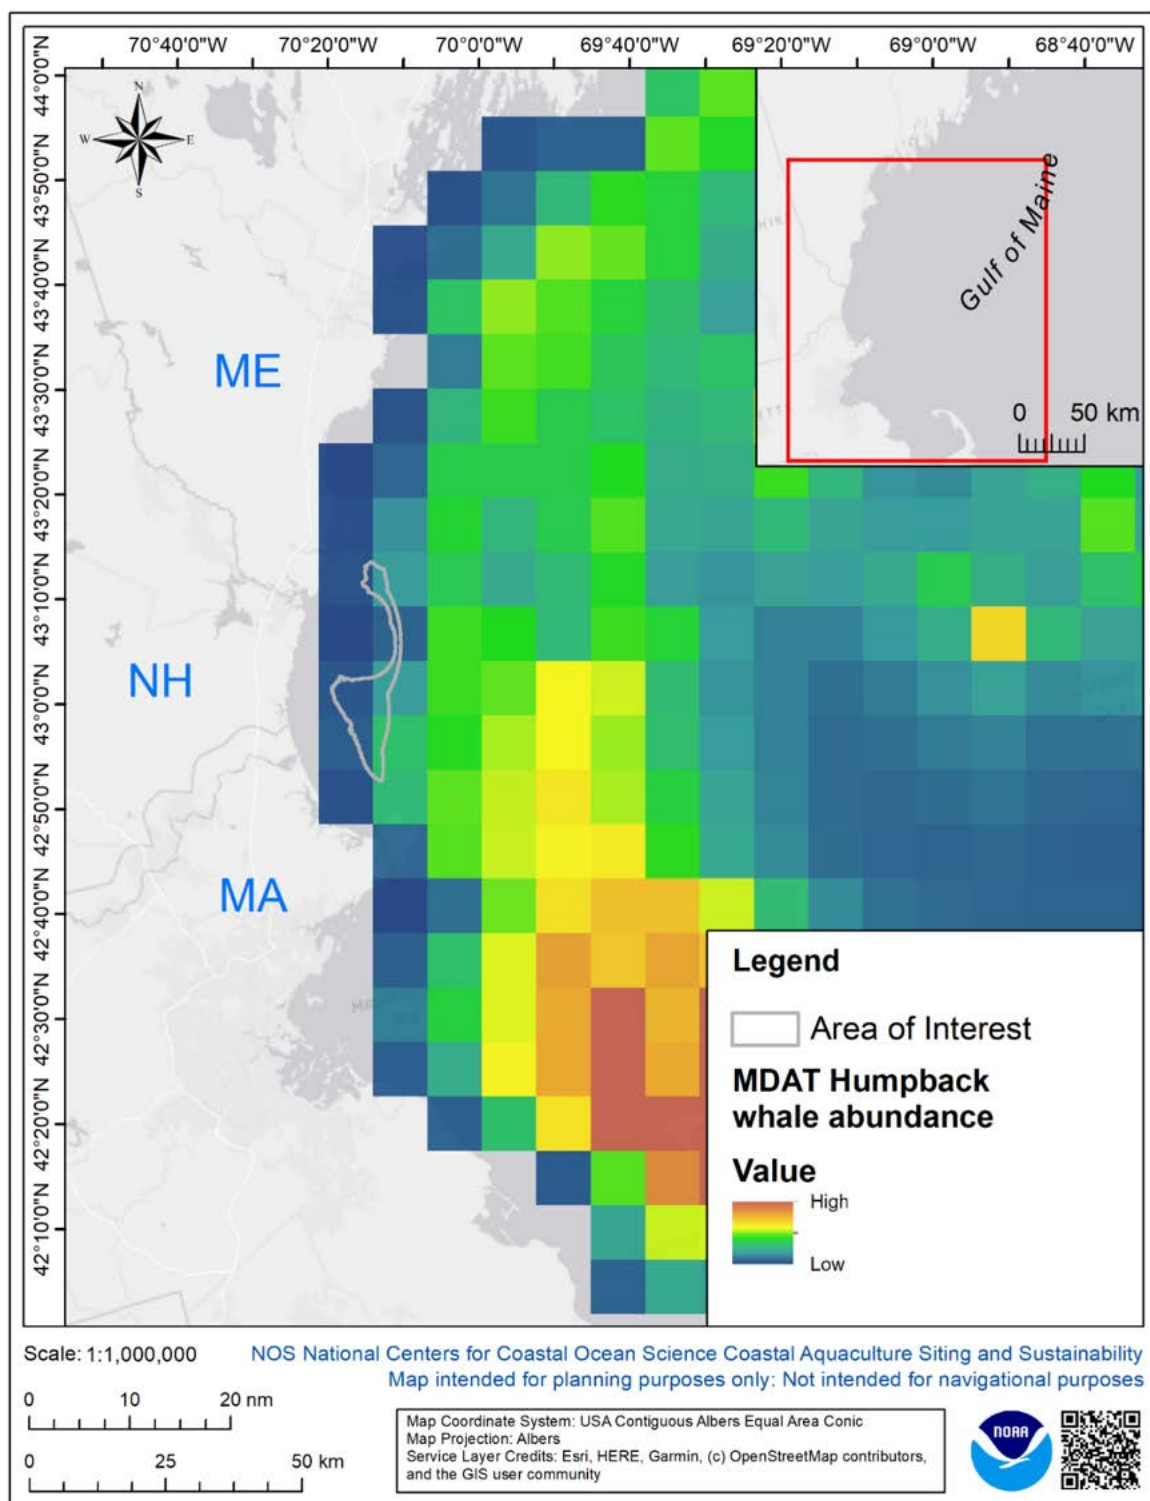 70°40'0"W 70°20'0"W 70°0'0"W 69°40'0"W 69°20'0"W 69°0'0"W 68°40'0"W
44°0'0"N
43°50'0"N
43°40'0"N
43°30'0"N
43°20'0"N
43°10'0"N
43°0'0"N
42°50'0"N
42°40'0"N
42°30'0"N
42°20'0"N
42°10'0"N
N
W E
S
ME
NH
MA
Gulf of Maine
0 50 km
Legend
Area of Interest
MDAT Humpback
whale abundance
Value
High
Low
Scale: 1:1,000,000
NOS National Centers for Coastal Ocean Science Coastal Aquaculture Siting and Sustainability
Map intended for planning purposes only: Not intended for navigational purposes
0 10 20 nm
0 25 50 km
Map Coordinate System: USA Contiguous Albers Equal Area Conic
Map Projection: Albers
Service Layer Credits: Esri, HERE, Garmin, (c) OpenStreetMap contributors,
and the GIS user community
NOAA